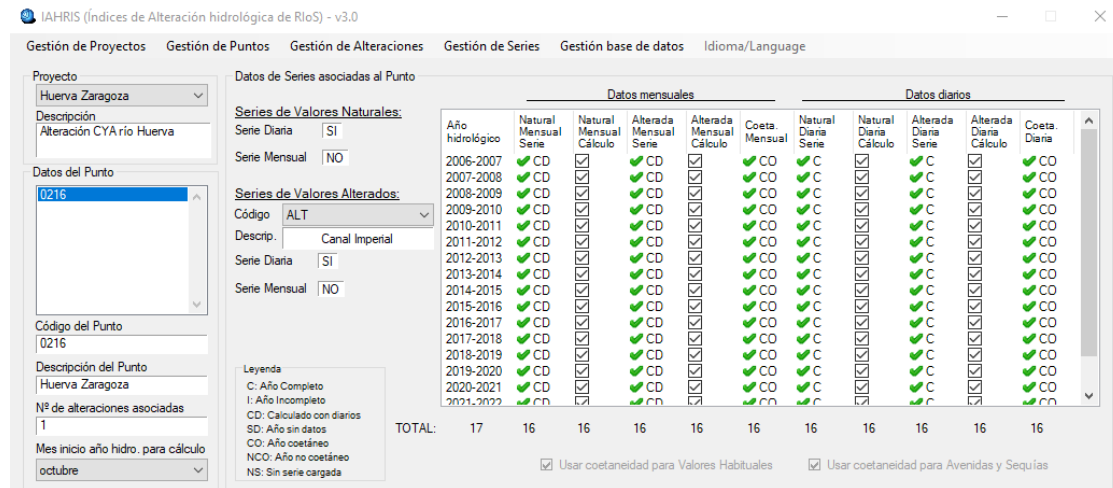 IAHRIS (Índices de Alteración hidrológica de RIoS) - v3.0
Gestión de Proyectos Gestión de Puntos Gestión de Alteraciones Gestión de Series Gestión base de datos Idioma/Language
Proyecto
Huerva Zaragoza
Descripción
Alteración CYA río Huerva
Datos del Punto
0216
Código del Punto
0216
Descripción del Punto
Huerva Zaragoza
Nº de alteraciones asociadas
1
Mes inicio año hidro. para cálculo
octubre
Datos de Series asociadas al Punto
Series de Valores Naturales:
Serie Diaria SI
Serie Mensual NO
Series de Valores Alterados:
Código ALT
Descrip. Canal Imperial
Serie Diaria SI
Serie Mensual NO
Leyenda
C: Año Completo
I: Año Incompleto
CD: Calculado con diarios
SD: Año sin datos
CO: Año coetáneo
NCO: Año no coetáneo
NS: Sin serie cargada
Datos mensuales Datos diarios
Año Natural Natural Alterada Alterada Coeta. Natural Natural Alterada Alterada Coeta.
hidrológico Mensual Mensual Mensual Mensual Mensual Diaria Diaria Diaria Diaria Diaria
Serie Cálculo Serie Cálculo Serie Cálculo Serie Cálculo
2006-2007 CD CD CO C C CO
2007-2008 CD CD CO C C CO
2008-2009 CD CD CO C C CO
2009-2010 CD CD CO C C CO
2010-2011 CD CD CO C C CO
2011-2012 CD CD CO C C CO
2012-2013 CD CD CO C C CO
2013-2014 CD CD CO C C CO
2014-2015 CD CD CO C C CO
2015-2016 CD CD CO C C CO
2016-2017 CD CD CO C C CO
2017-2018 CD CD CO C C CO
2018-2019 CD CD CO C C CO
2019-2020 CD CD CO C C CO
2020-2021 CD CD CO C C CO
2021-2022 CD CD CO C C CO
TOTAL: 17 16 16 16 16 16 16 16 16 16 16
Usar coetaneidad para Valores Habituales Usar coetaneidad para Avenidas y Sequías